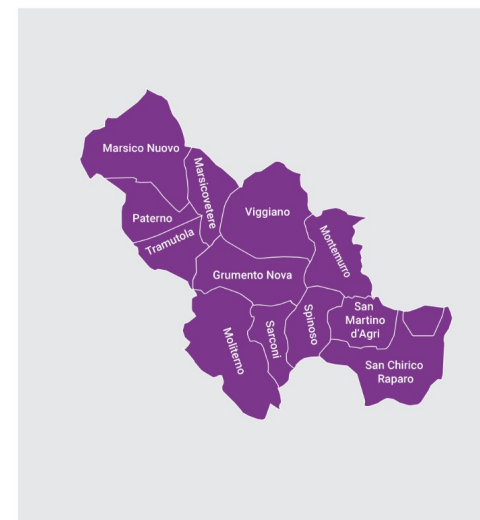 Marsico Nuovo
Marsicovetere
Paterno
Viggiano
Tramutola
Montemurro
Grumento Nova
San
Martino
d'Agri
Spinoso
Sarconi
Moliterno
San Chirico
Raparo